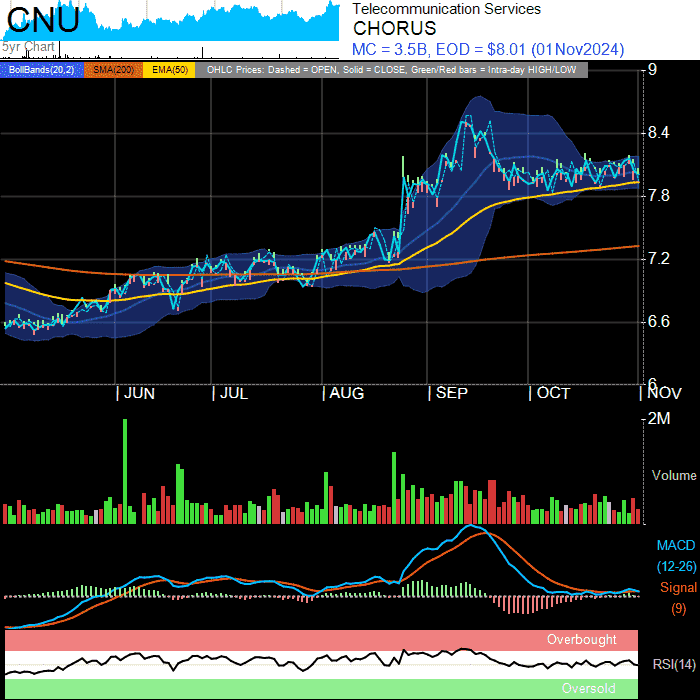 CNU
5yr Chart
Telecommunication Services
CHORUS
MC = 3.5B, EOD = $8.01 (01Nov2024)
BollBands(20,2) SMA(200) EMA(50) OHLC Prices: Dashed = OPEN, Solid = CLOSE, Green/Red bars = Intra-day HIGH/LOW
9
8.4
7.8
7.2
6.6
6
JUN JUL AUG SEP OCT NOV
2M
Volume
MACD
(12-26)
Signal
(9)
Overbought
RSI(14)
Oversold